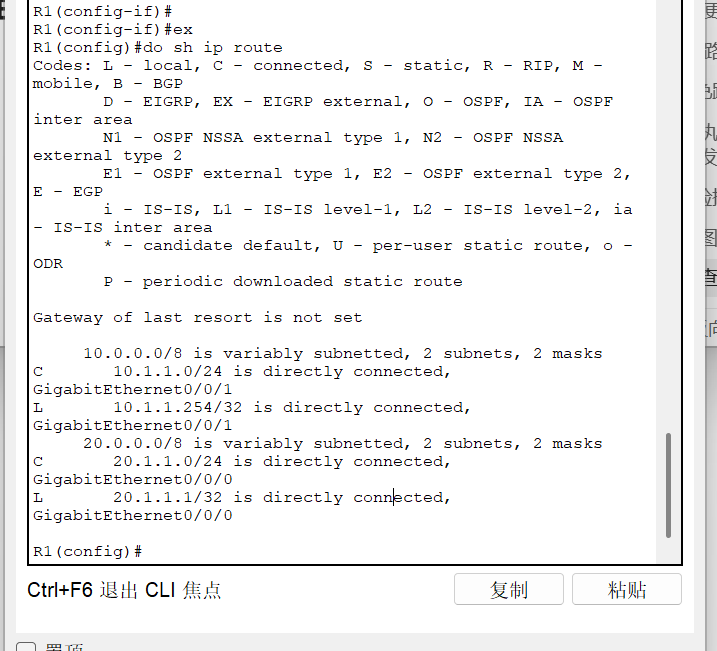 R1(config-if)#
R1(config-if)#ex
R1(config)#do sh ip route
Codes: L - local, C - connected, S - static, R - RIP, M -
mobile, B - BGP
D - EIGRP, EX - EIGRP external, O - OSPF, IA - OSPF
inter area
N1 - OSPF NSSA external type 1, N2 - OSPF NSSA
external type 2
E1 - OSPF external type 1, E2 - OSPF external type 2,
E - EGP
i - IS-IS, L1 - IS-IS level-1, L2 - IS-IS level-2, ia
- IS-IS inter area
* - candidate default, U - per-user static route, o -
ODR
P - periodic downloaded static route
Gateway of last resort is not set
10.0.0.0/8 is variably subnetted, 2 subnets, 2 masks
C 10.1.1.0/24 is directly connected,
GigabitEthernet0/0/1
L 10.1.1.254/32 is directly connected,
GigabitEthernet0/0/1
20.0.0.0/8 is variably subnetted, 2 subnets, 2 masks
C 20.1.1.0/24 is directly connected,
GigabitEthernet0/0/0
L 20.1.1.1/32 is directly connected,
GigabitEthernet0/0/0
R1(config)#
Ctrl+F6 退出 CLI 焦点
复制
粘贴
置顶